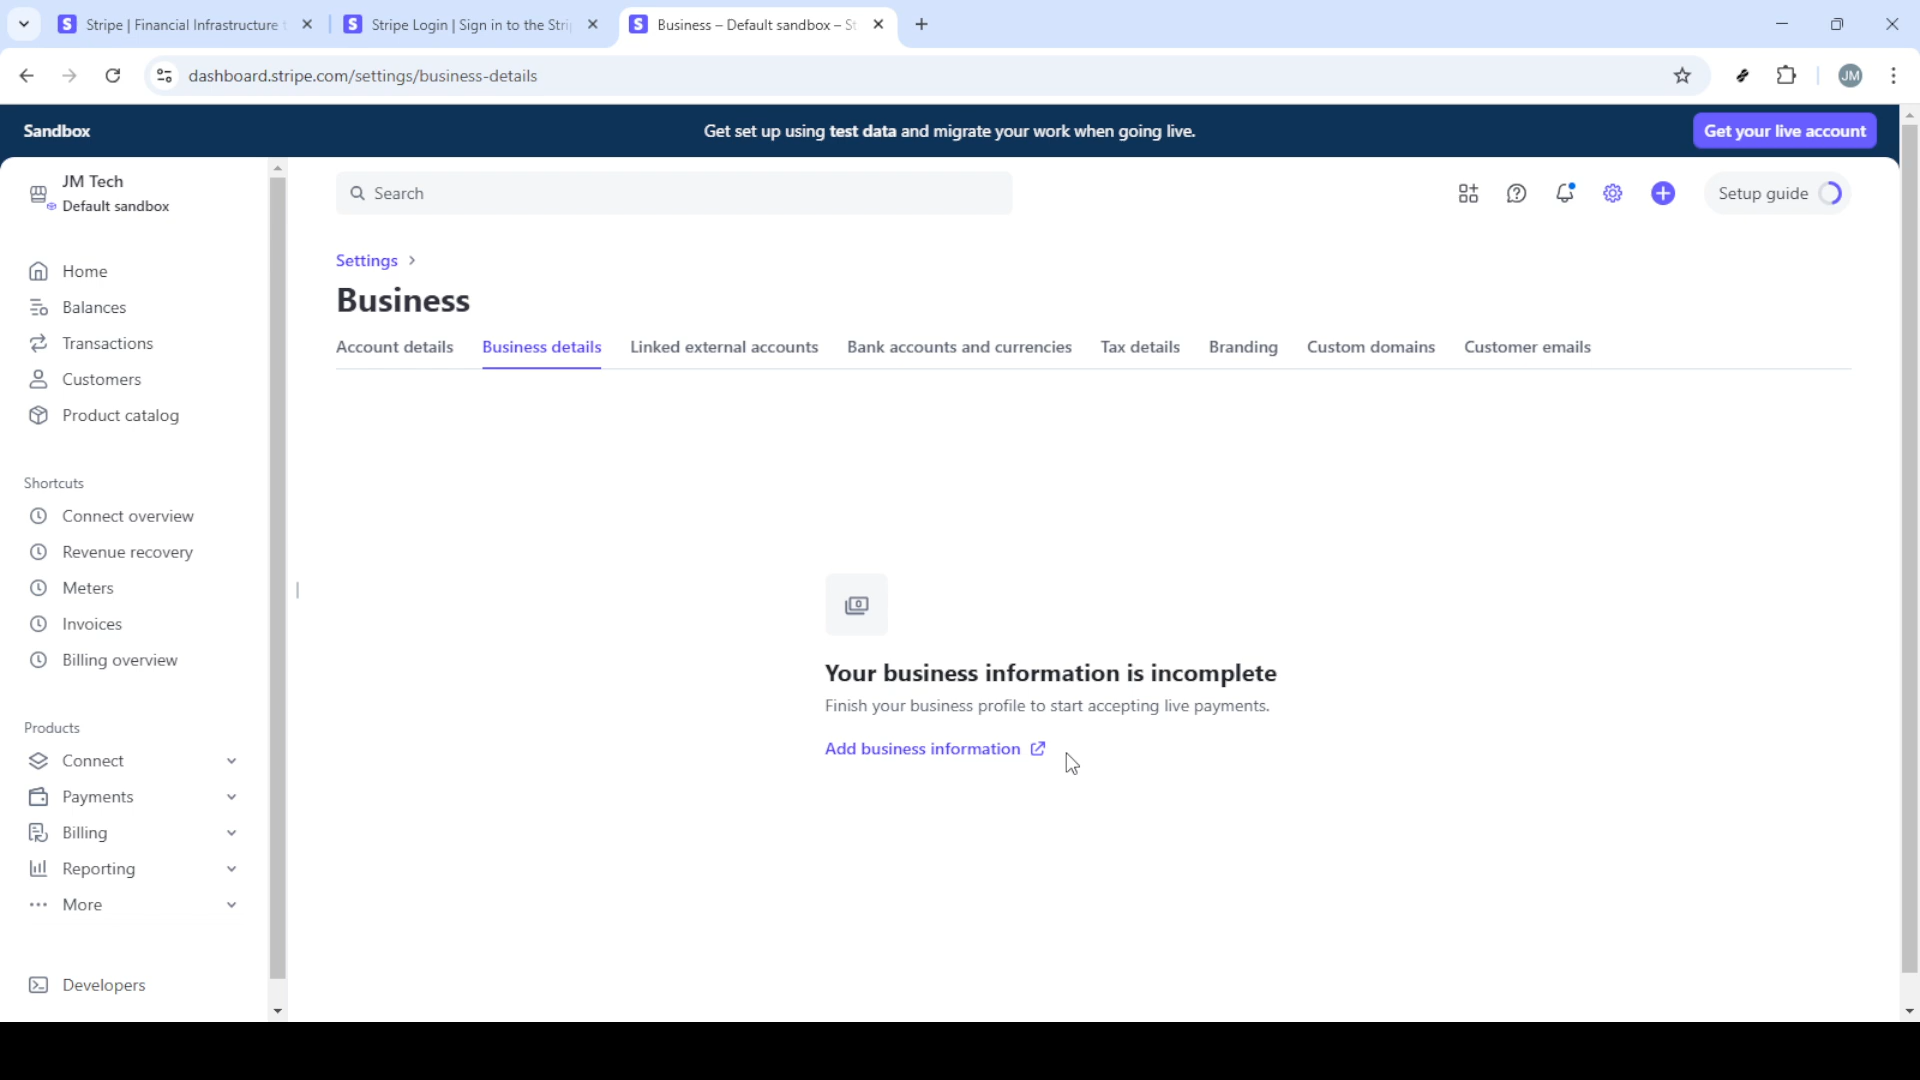 Stripe | Financial Infrastructure t
Stripe Login | Sign in to the Stri
Business – Default sandbox – St
dashboard.stripe.com/settings/business-details
JM
Sandbox
Get set up using test data and migrate your work when going live.
Get your live account
JM Tech
Default sandbox
Search
Setup guide
Home
Balances
Transactions
Customers
Product catalog
Shortcuts
Connect overview
Revenue recovery
Meters
Invoices
Billing overview
Products
Connect
Payments
Billing
Reporting
More
Developers
Settings
Business
Account details
Business details
Linked external accounts
Bank accounts and currencies
Tax details
Branding
Custom domains
Customer emails
Your business information is incomplete
Finish your business profile to start accepting live payments.
Add business information